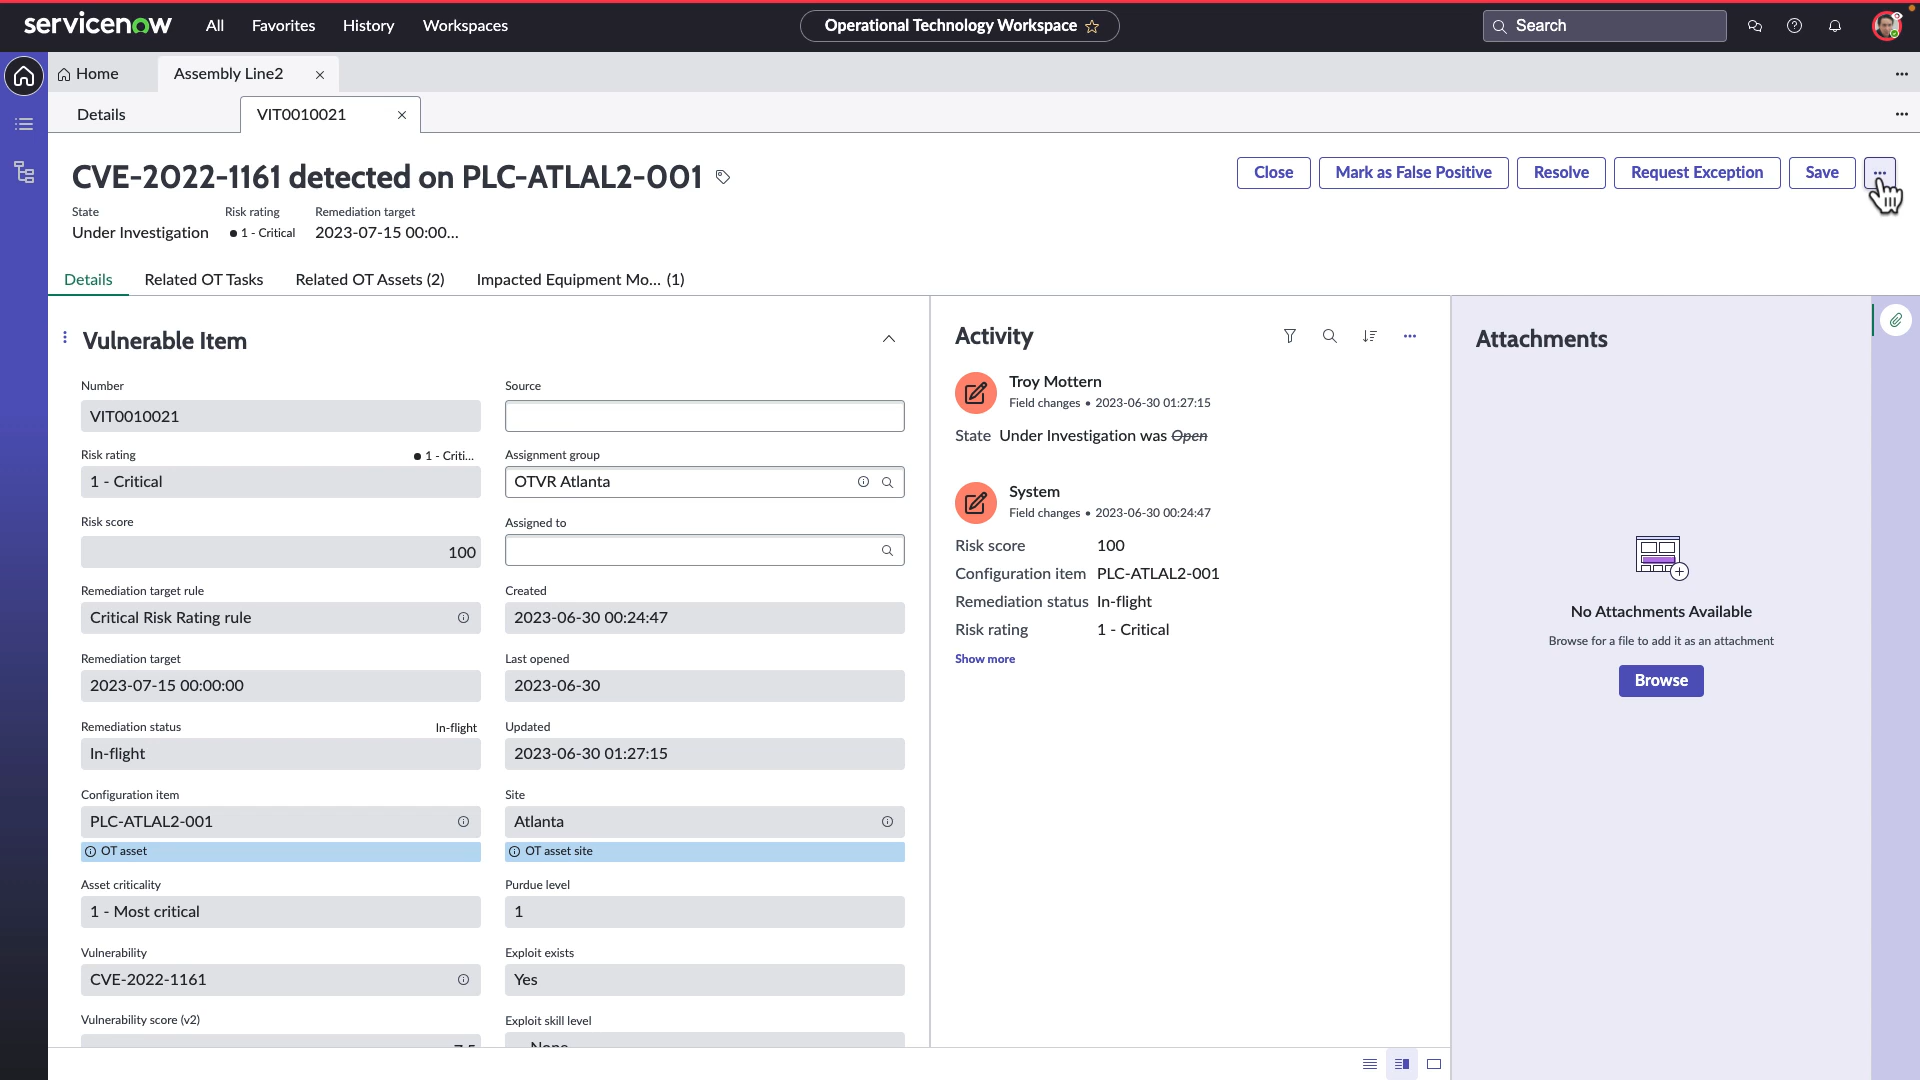 servicenow
All
Favorites
History
Workspaces
Operational Technology Workspace
Search
Home
Assembly Line2
Details
VIT0010021
CVE-2022-1161 detected on PLC-ATLAL2-001
Close
Mark as False Positive
Resolve
Request Exception
Save
State
Under Investigation
Risk rating
1 - Critical
Remediation target
2023-07-15 00:00...
Details
Related OT Tasks
Related OT Assets (2)
Impacted Equipment Mo... (1)
Vulnerable Item
Number
VIT0010021
Source
Risk rating
1 - Criti...
1 - Critical
Assignment group
OTVR Atlanta
Risk score
100
Assigned to
Remediation target rule
Critical Risk Rating rule
Created
2023-06-30 00:24:47
Remediation target
2023-07-15 00:00:00
Last opened
2023-06-30
Remediation status
In-flight
In-flight
Updated
2023-06-30 01:27:15
Configuration item
PLC-ATLAL2-001
OT asset
Site
Atlanta
OT asset site
Asset criticality
1 - Most critical
Purdue level
1
Vulnerability
CVE-2022-1161
Exploit exists
Yes
Vulnerability score (v2)
Exploit skill level
Activity
Troy Mottern
Field changes • 2023-06-30 01:27:15
State Under Investigation was Open
System
Field changes • 2023-06-30 00:24:47
Risk score 100
Configuration item PLC-ATLAL2-001
Remediation status In-flight
Risk rating 1 - Critical
Show more
Attachments
No Attachments Available
Browse for a file to add it as an attachment
Browse